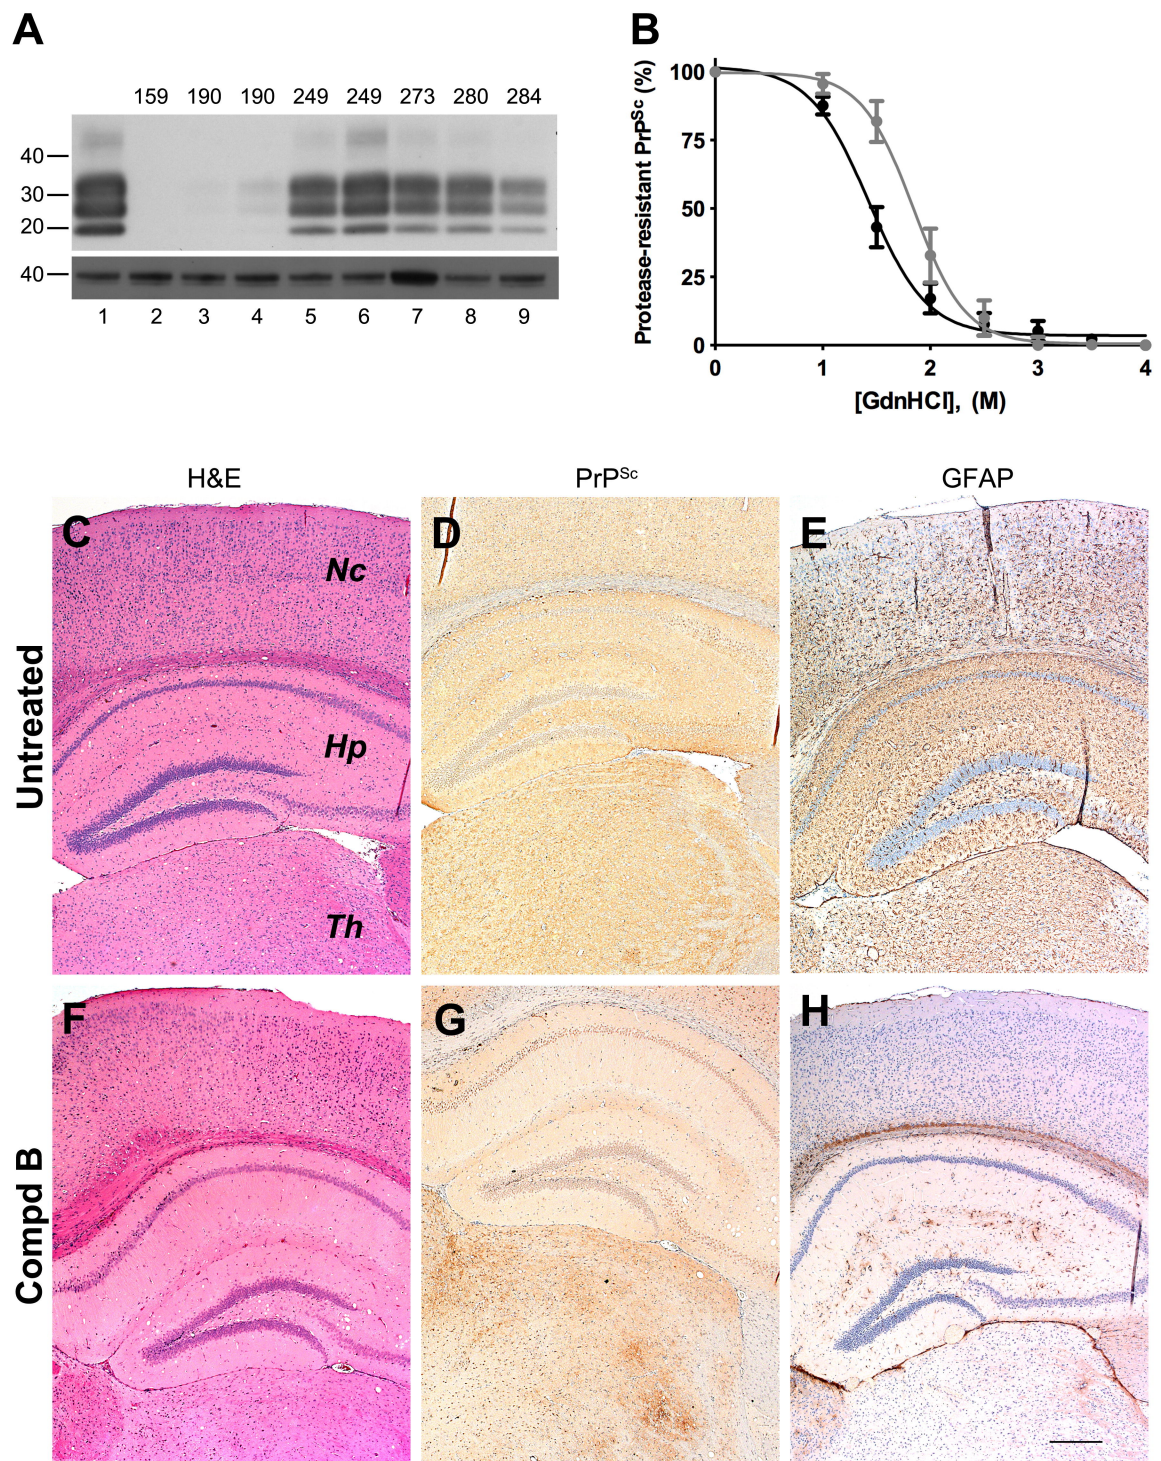 A
159 190 190 249 249 273 280 284
40
30
20
40
1 2 3 4 5 6 7 8 9
B
Protease-resistant PrPSc (%)
100
75
50
25
0
0 1 2 3 4
[GdnHCl], (M)
H&E PrPSc GFAP
Untreated
C
Nc
Hp
Th
D
E
Compd B
F
G
H